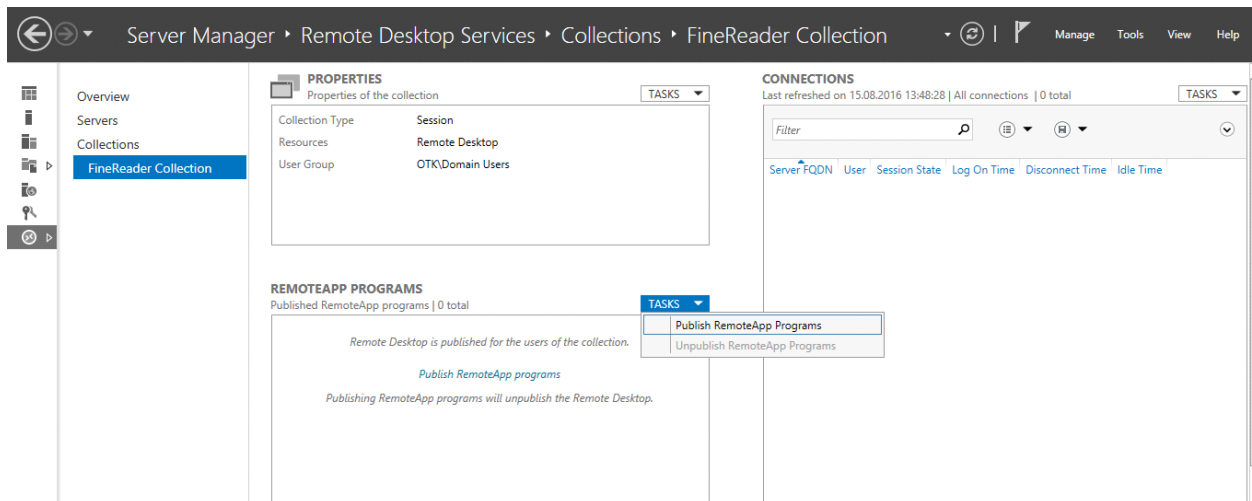 Server Manager ‣ Remote Desktop Services ‣ Collections ‣ FineReader Collection
Manage Tools View Help
Overview
Servers
Collections
FineReader Collection
PROPERTIES
Properties of the collection
TASKS
Collection Type Session
Resources Remote Desktop
User Group OTK\Domain Users
REMOTEAPP PROGRAMS
Published RemoteApp programs | 0 total
TASKS
Publish RemoteApp Programs
Unpublish RemoteApp Programs
Remote Desktop is published for the users of the collection.
Publish RemoteApp programs
Publishing RemoteApp programs will unpublish the Remote Desktop.
CONNECTIONS
Last refreshed on 15.08.2016 13:48:28 | All connections | 0 total
TASKS
Filter
Server FQDN User Session State Log On Time Disconnect Time Idle Time